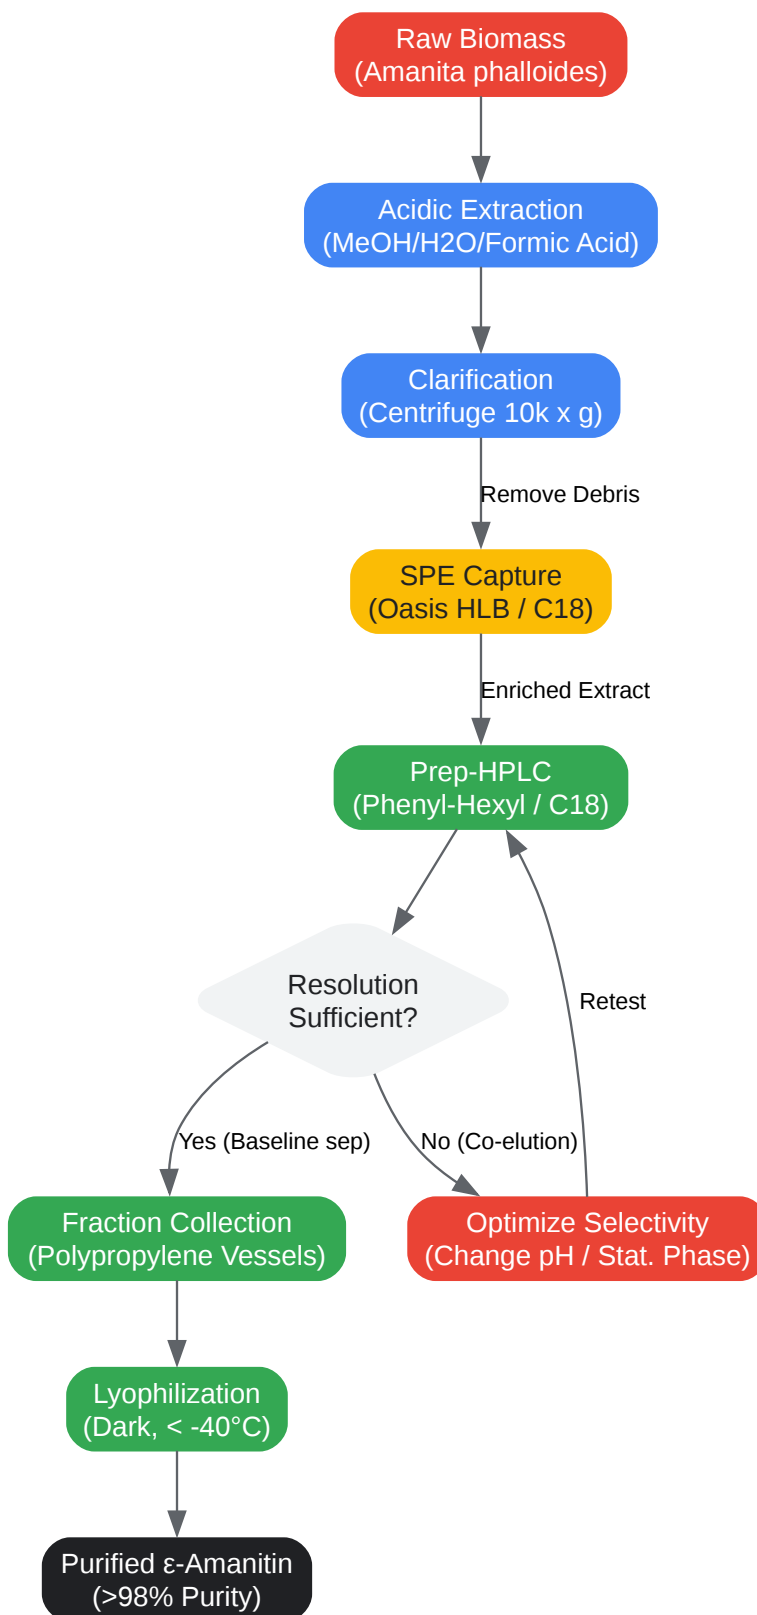 Raw Biomass
(Amanita phalloides)
Acidic Extraction
(MeOH/H2O/Formic Acid)
Clarification
(Centrifuge 10k x g)
Remove Debris
SPE Capture
(Oasis HLB / C18)
Enriched Extract
Prep-HPLC
(Phenyl-Hexyl / C18)
Resolution
Sufficient?
Retest
Yes (Baseline sep)
No (Co-elution)
Fraction Collection
(Polypropylene Vessels)
Optimize Selectivity
(Change pH / Stat. Phase)
Lyophilization
(Dark, < -40°C)
Purified ε-Amanitin
(>98% Purity)